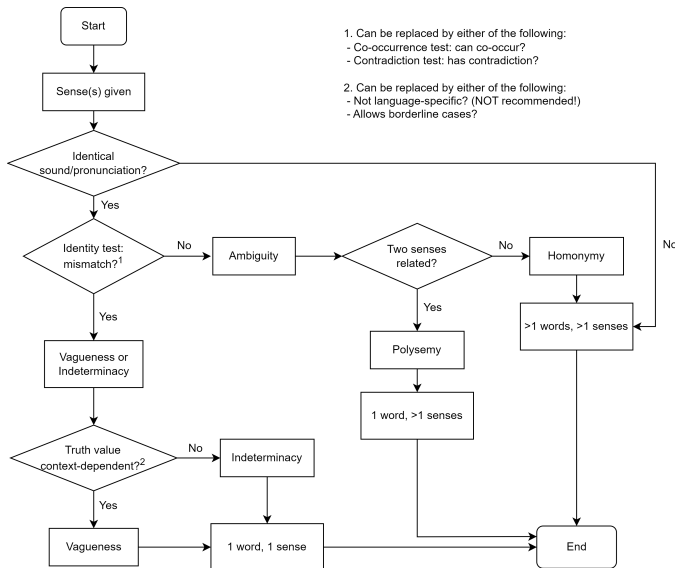 Start
1. Can be replaced by either of the following:
- Co-occurrence test: can co-occur?
- Contradiction test: has contradiction?
2. Can be replaced by either of the following:
- Not language-specific? (NOT recommended!)
- Allows borderline cases?
Sense(s) given
Identical
sound/pronunciation?
Yes
No
Identity test:
mismatch?1
No
Ambiguity
Two senses
related?
No
Homonymy
Yes
Yes
>1 words, >1 senses
Vagueness or
Indeterminacy
Polysemy
1 word, >1 senses
Truth value
context-dependent?2
No
Indeterminacy
Yes
Vagueness
1 word, 1 sense
End